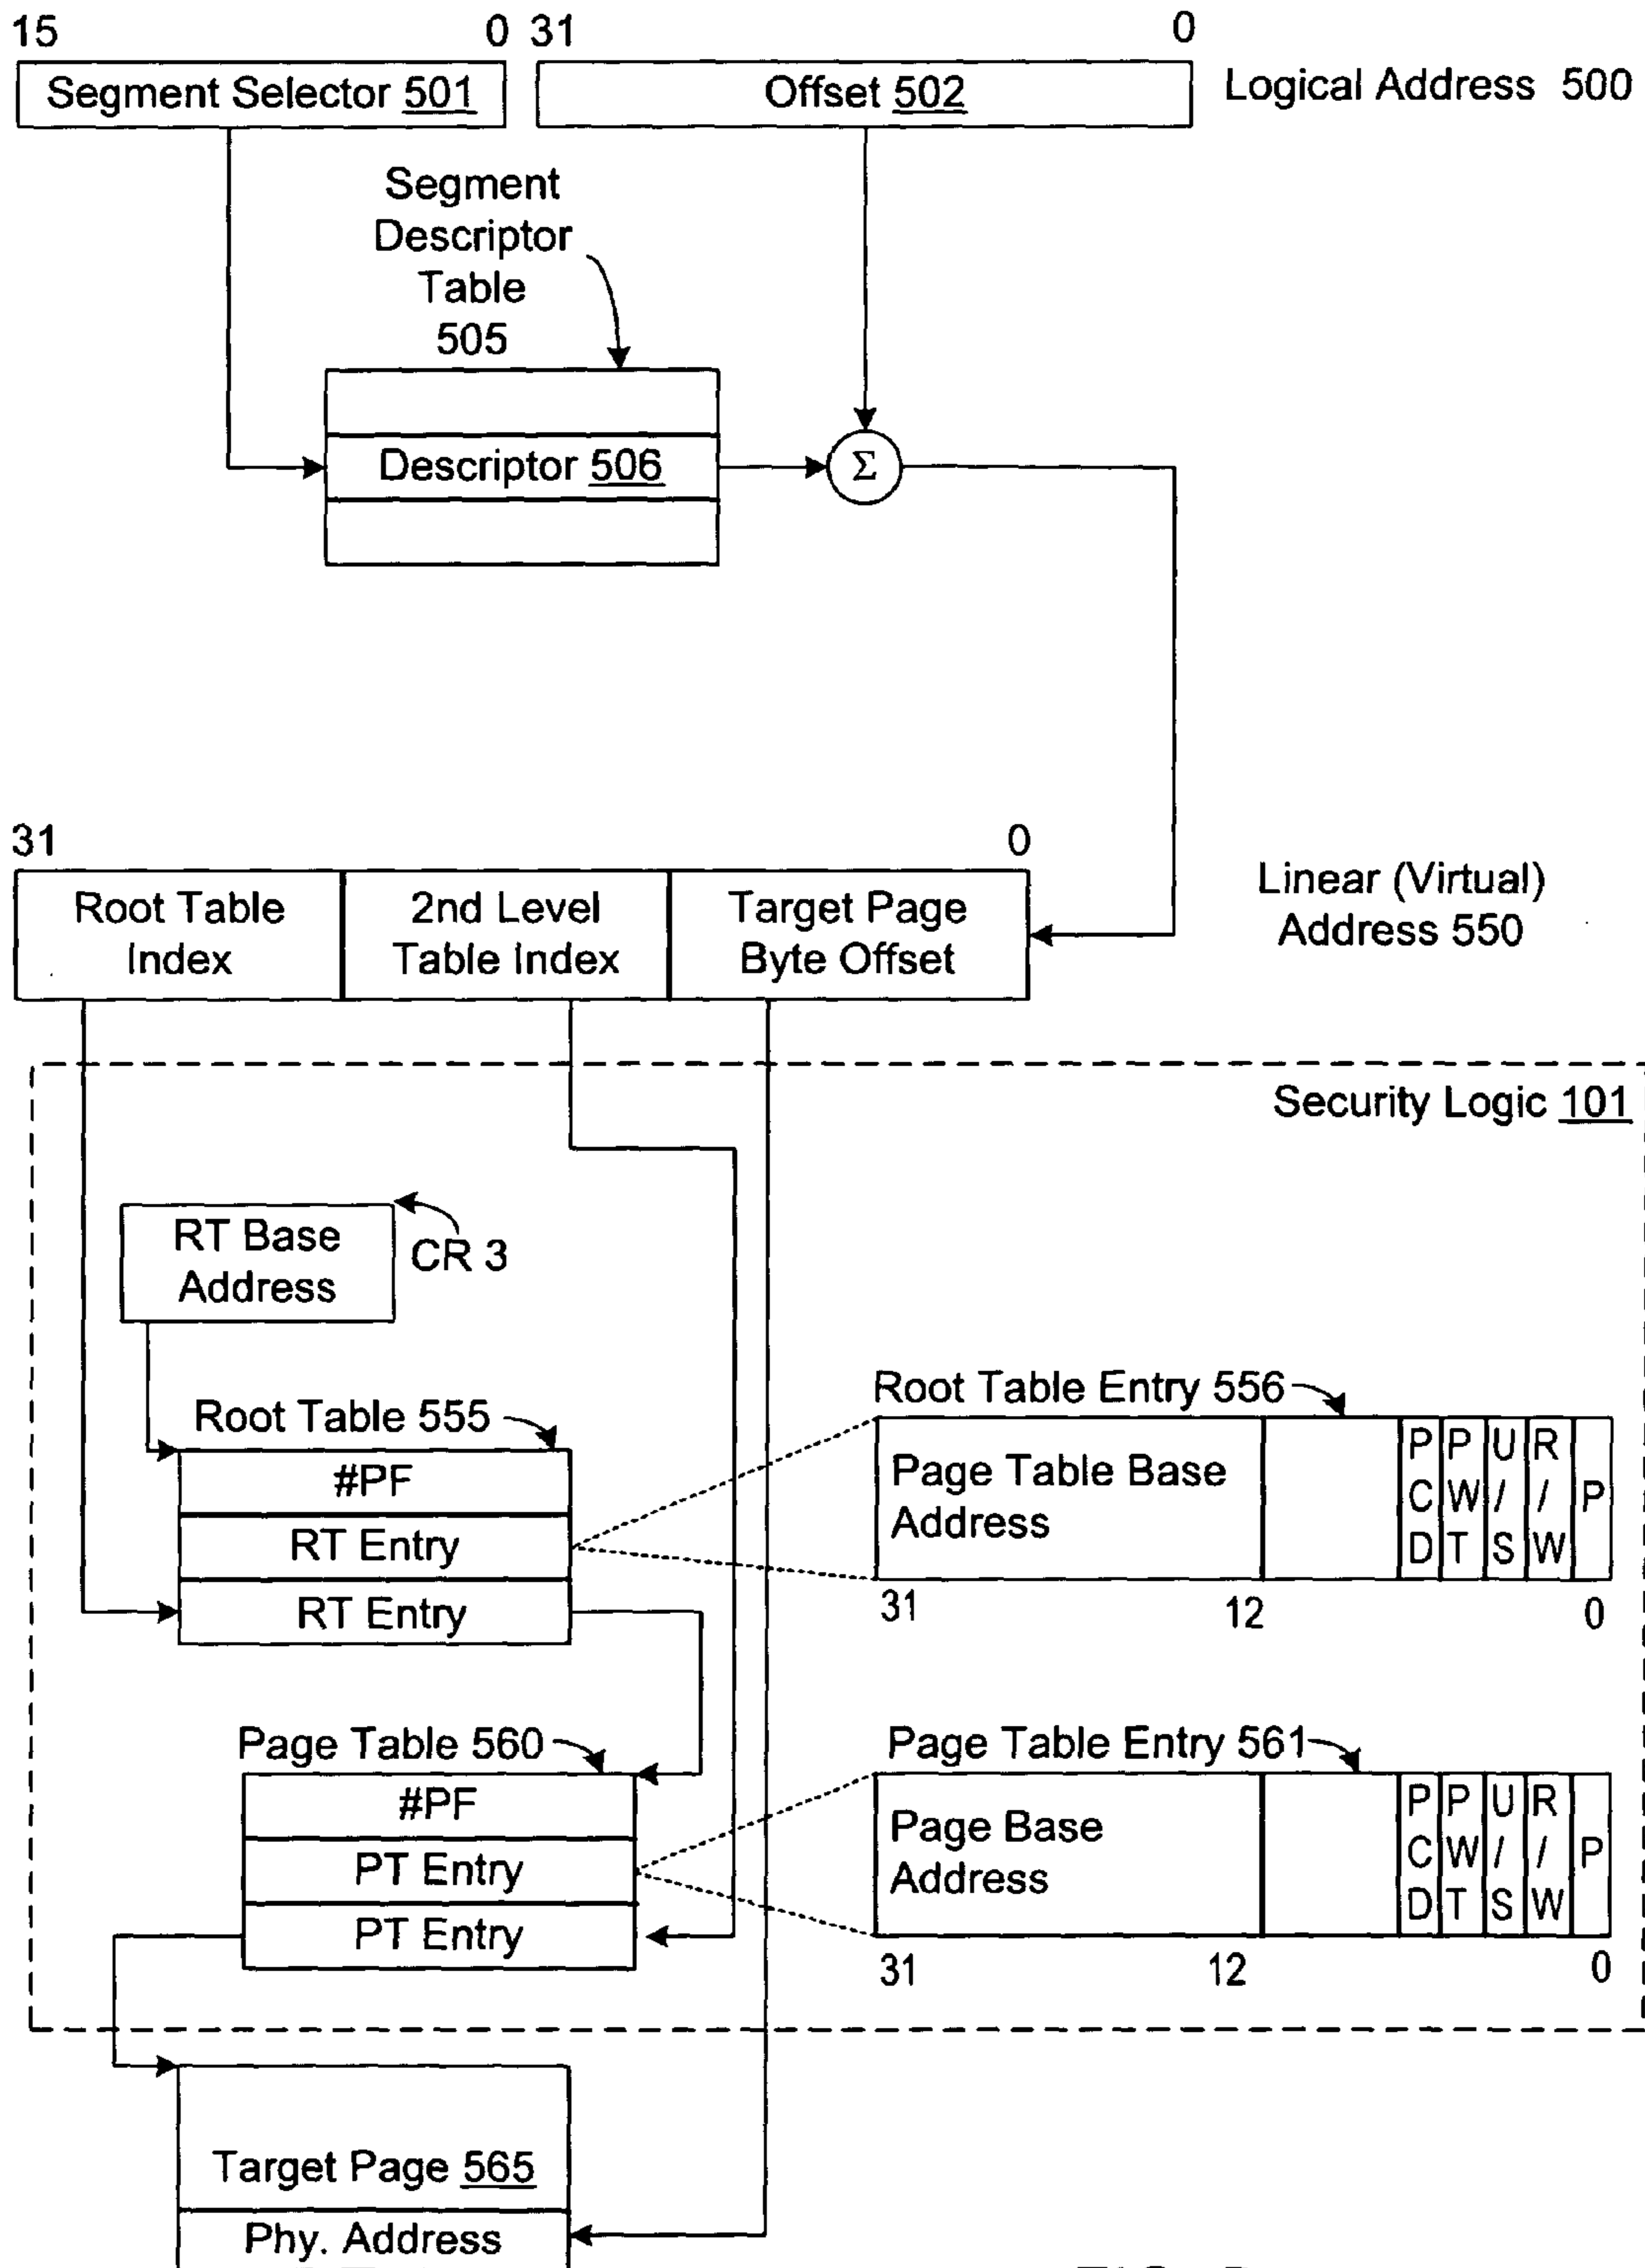 15 0 31 0
Segment Selector 501 Offset 502 Logical Address 500
Segment
Descriptor
Table
505
Descriptor 506 Σ
31 0
Root Table
Index
2nd Level
Table Index
Target Page
Byte Offset
Linear (Virtual)
Address 550
Security Logic 101
RT Base
Address
CR 3
Root Table 555
#PF
RT Entry
RT Entry
Root Table Entry 556
Page Table Base
Address
PCD PWT U/S R/W P
31 12 0
Page Table 560
#PF
PT Entry
PT Entry
Page Table Entry 561
Page Base
Address
PCD PWT U/S R/W P
31 12 0
Target Page 565
Phy. Address